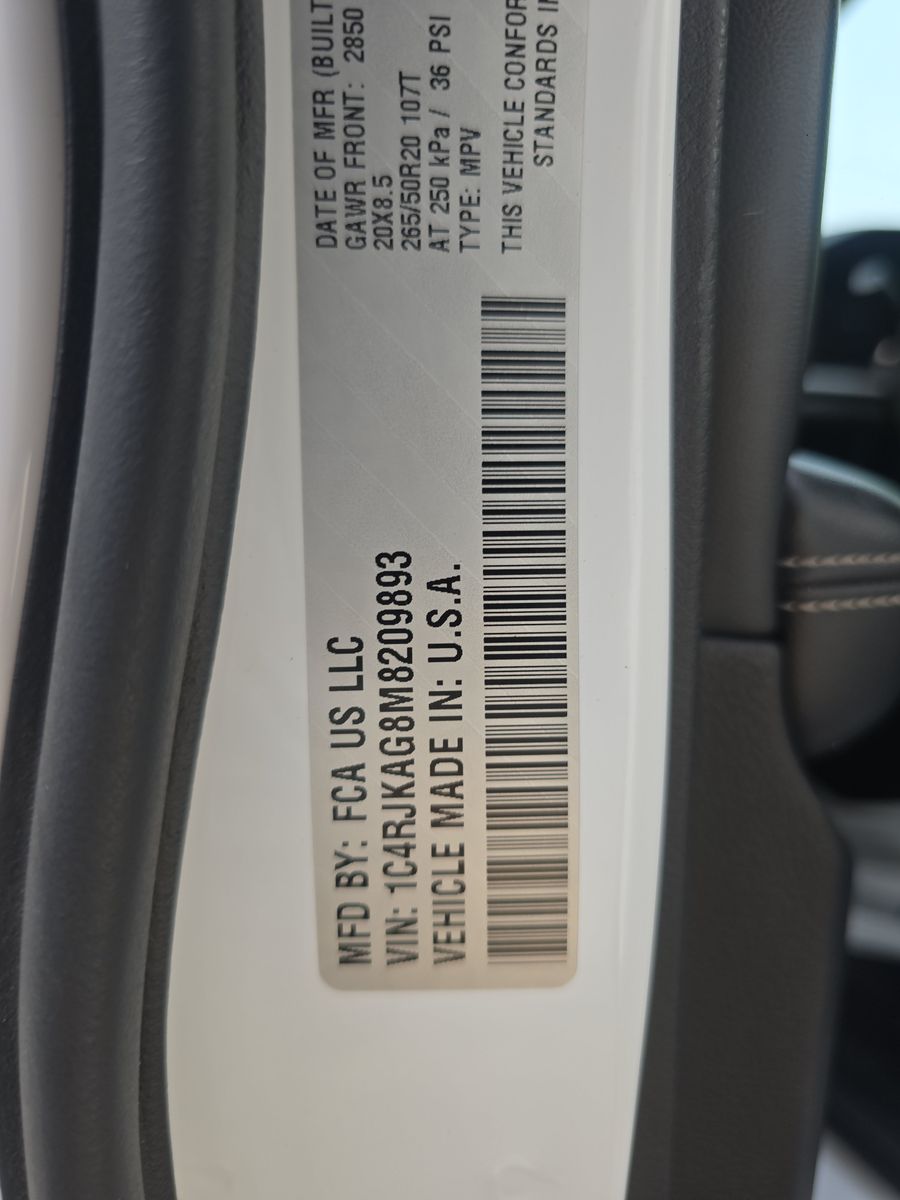 MFD BY: FCA US LLC
VIN: 1C4RJKAG8M8209893
VEHICLE MADE IN: U.S.A.
DATE OF MFR (BUILT
GAWR FRONT: 2850
20X8.5
265/50R20 107T
AT 250 kPa / 36 PSI
TYPE: MPV
THIS VEHICLE CONFOR
STANDARDS I